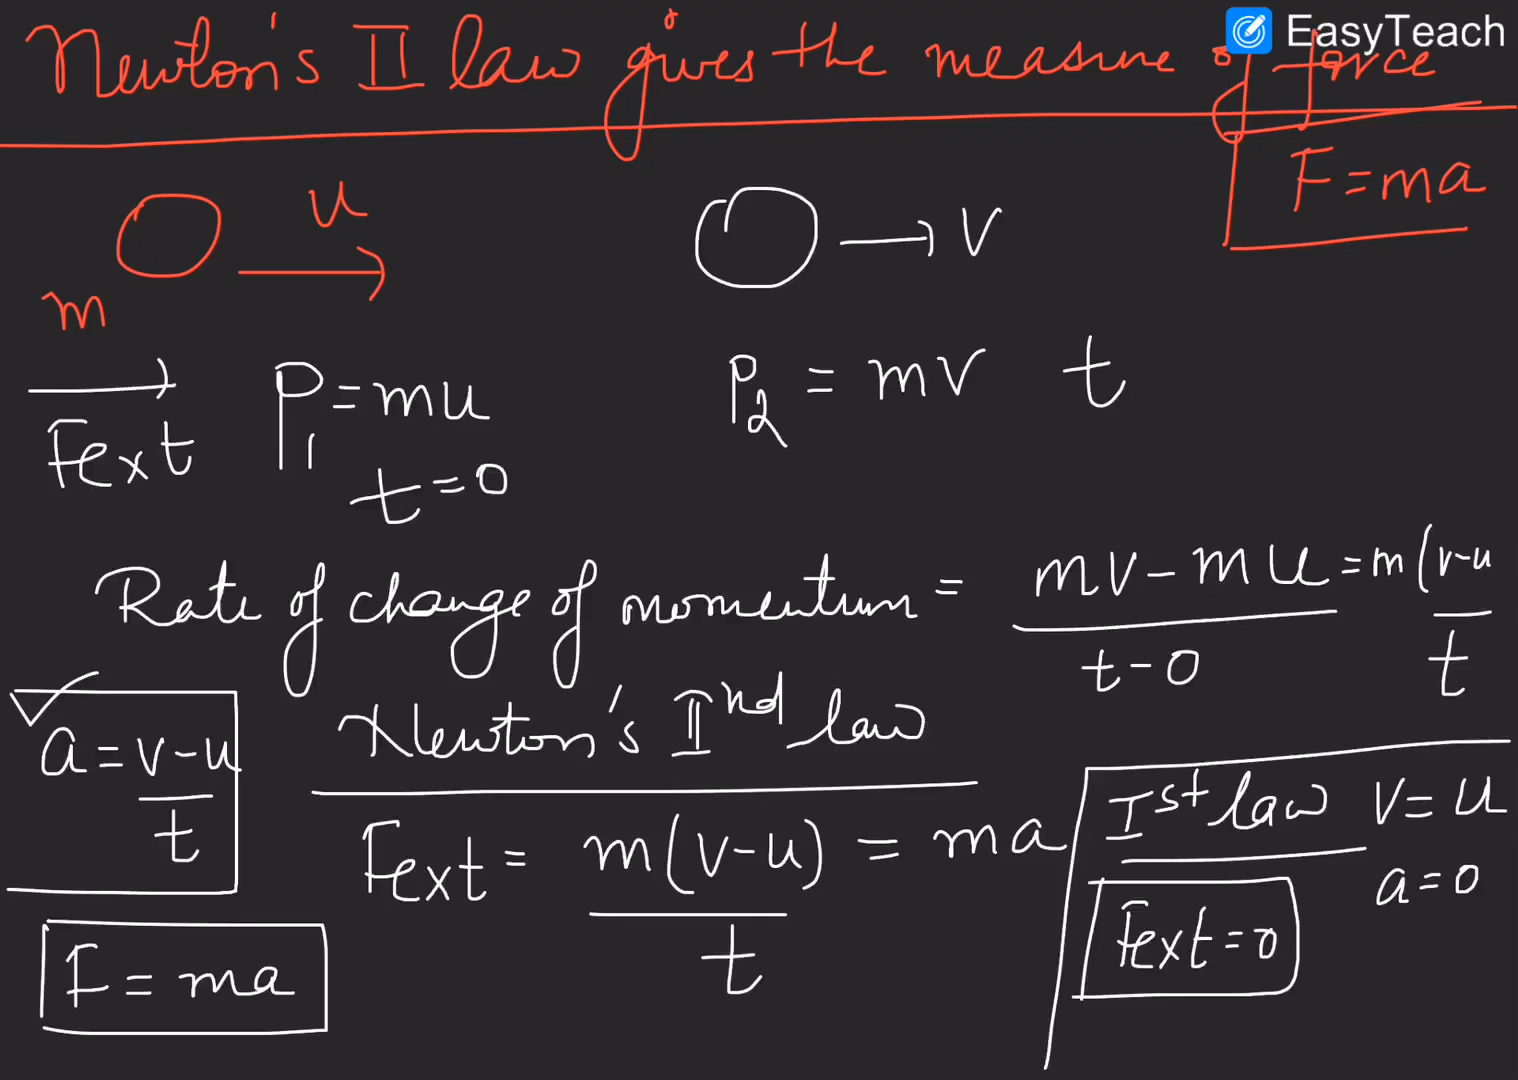 EasyTeach
Newton's II law gives the measure of force
F = ma
u
m
v
Fext
P1 = mu
t = 0
P2 = mv t
Rate of change of momentum = mv - mu / t - 0 = m(v-u / t
a = v-u / t
Newton's IInd law
Fext = m(v-u) / t = ma
F = ma
Ist law v = u
a = 0
Fext = 0